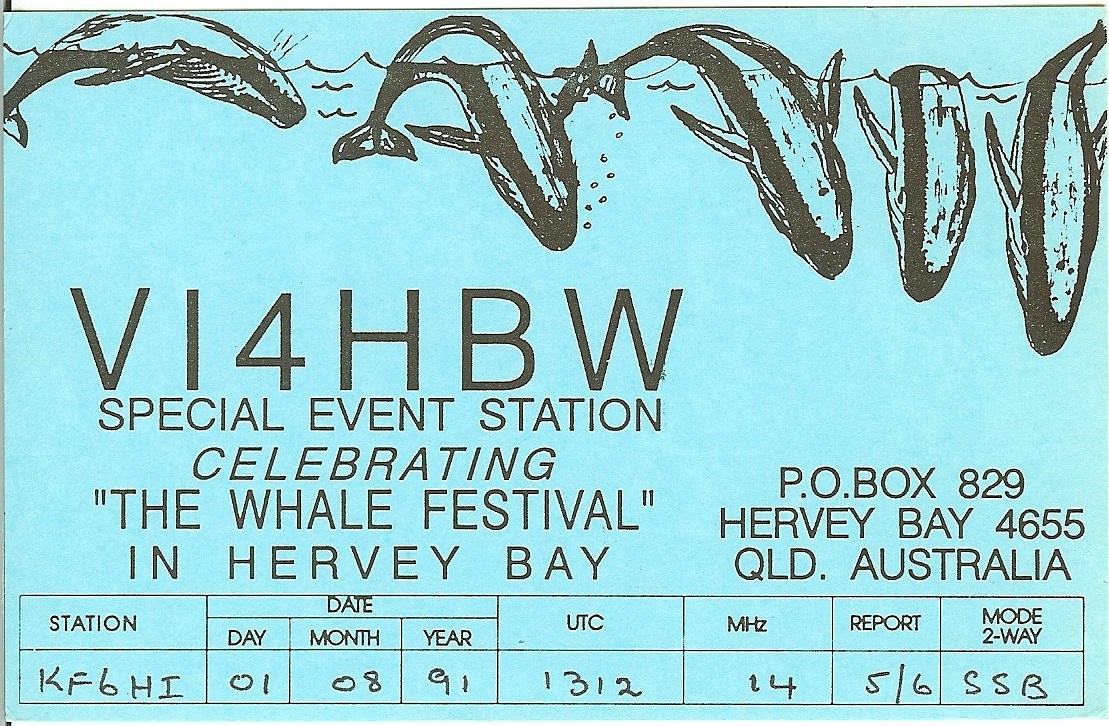 VI4HBW
SPECIAL EVENT STATION
CELEBRATING
"THE WHALE FESTIVAL"
IN HERVEY BAY
P.O.BOX 829
HERVEY BAY 4655
QLD. AUSTRALIA
STATION DATE UTC MHz REPORT MODE 2-WAY
DAY MONTH YEAR
KF6HI 01 08 91 1312 14 5/6 SSB